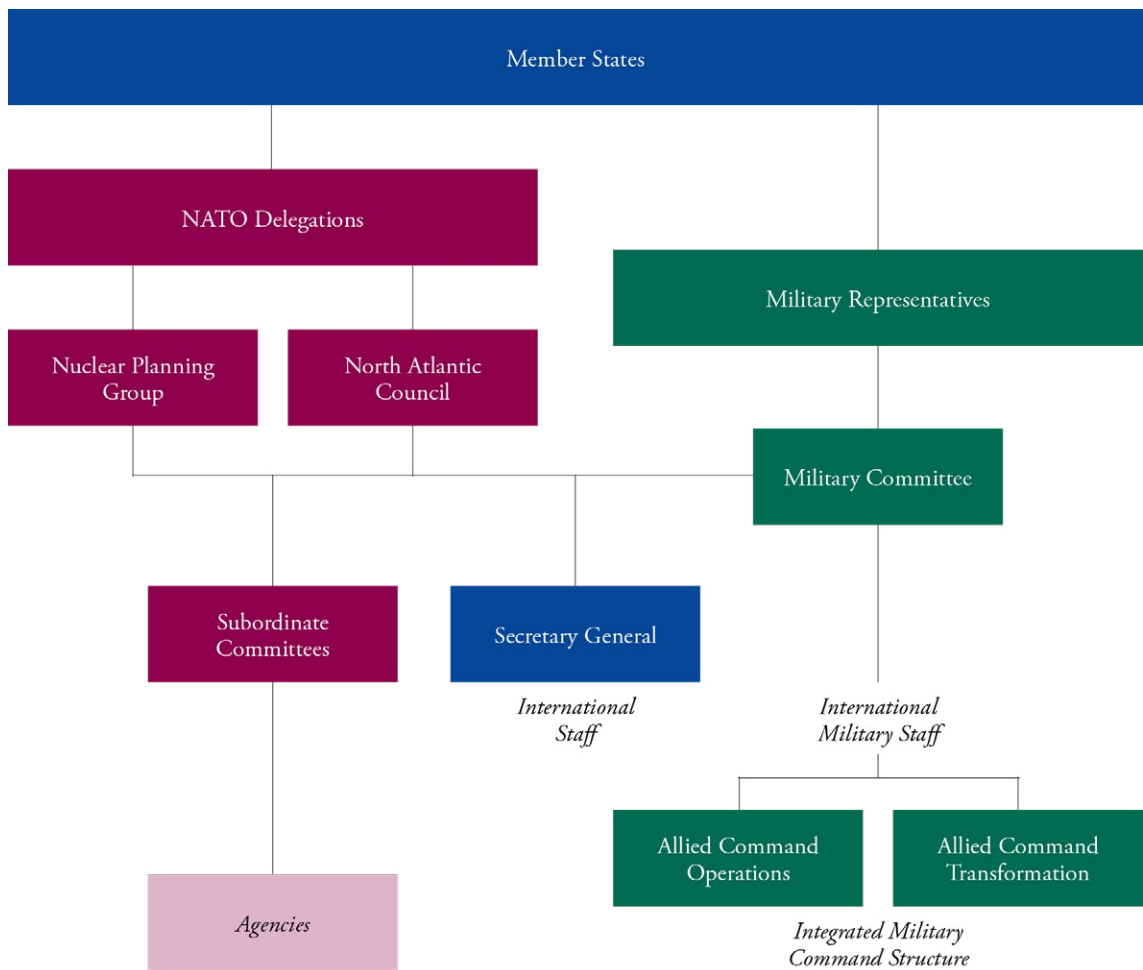 Member States
NATO Delegations
Military Representatives
Nuclear Planning
Group
North Atlantic
Council
Military Committee
Subordinate
Committees
Secretary General
International
Staff
International
Military Staff
Allied Command
Operations
Allied Command
Transformation
Agencies
Integrated Military
Command Structure